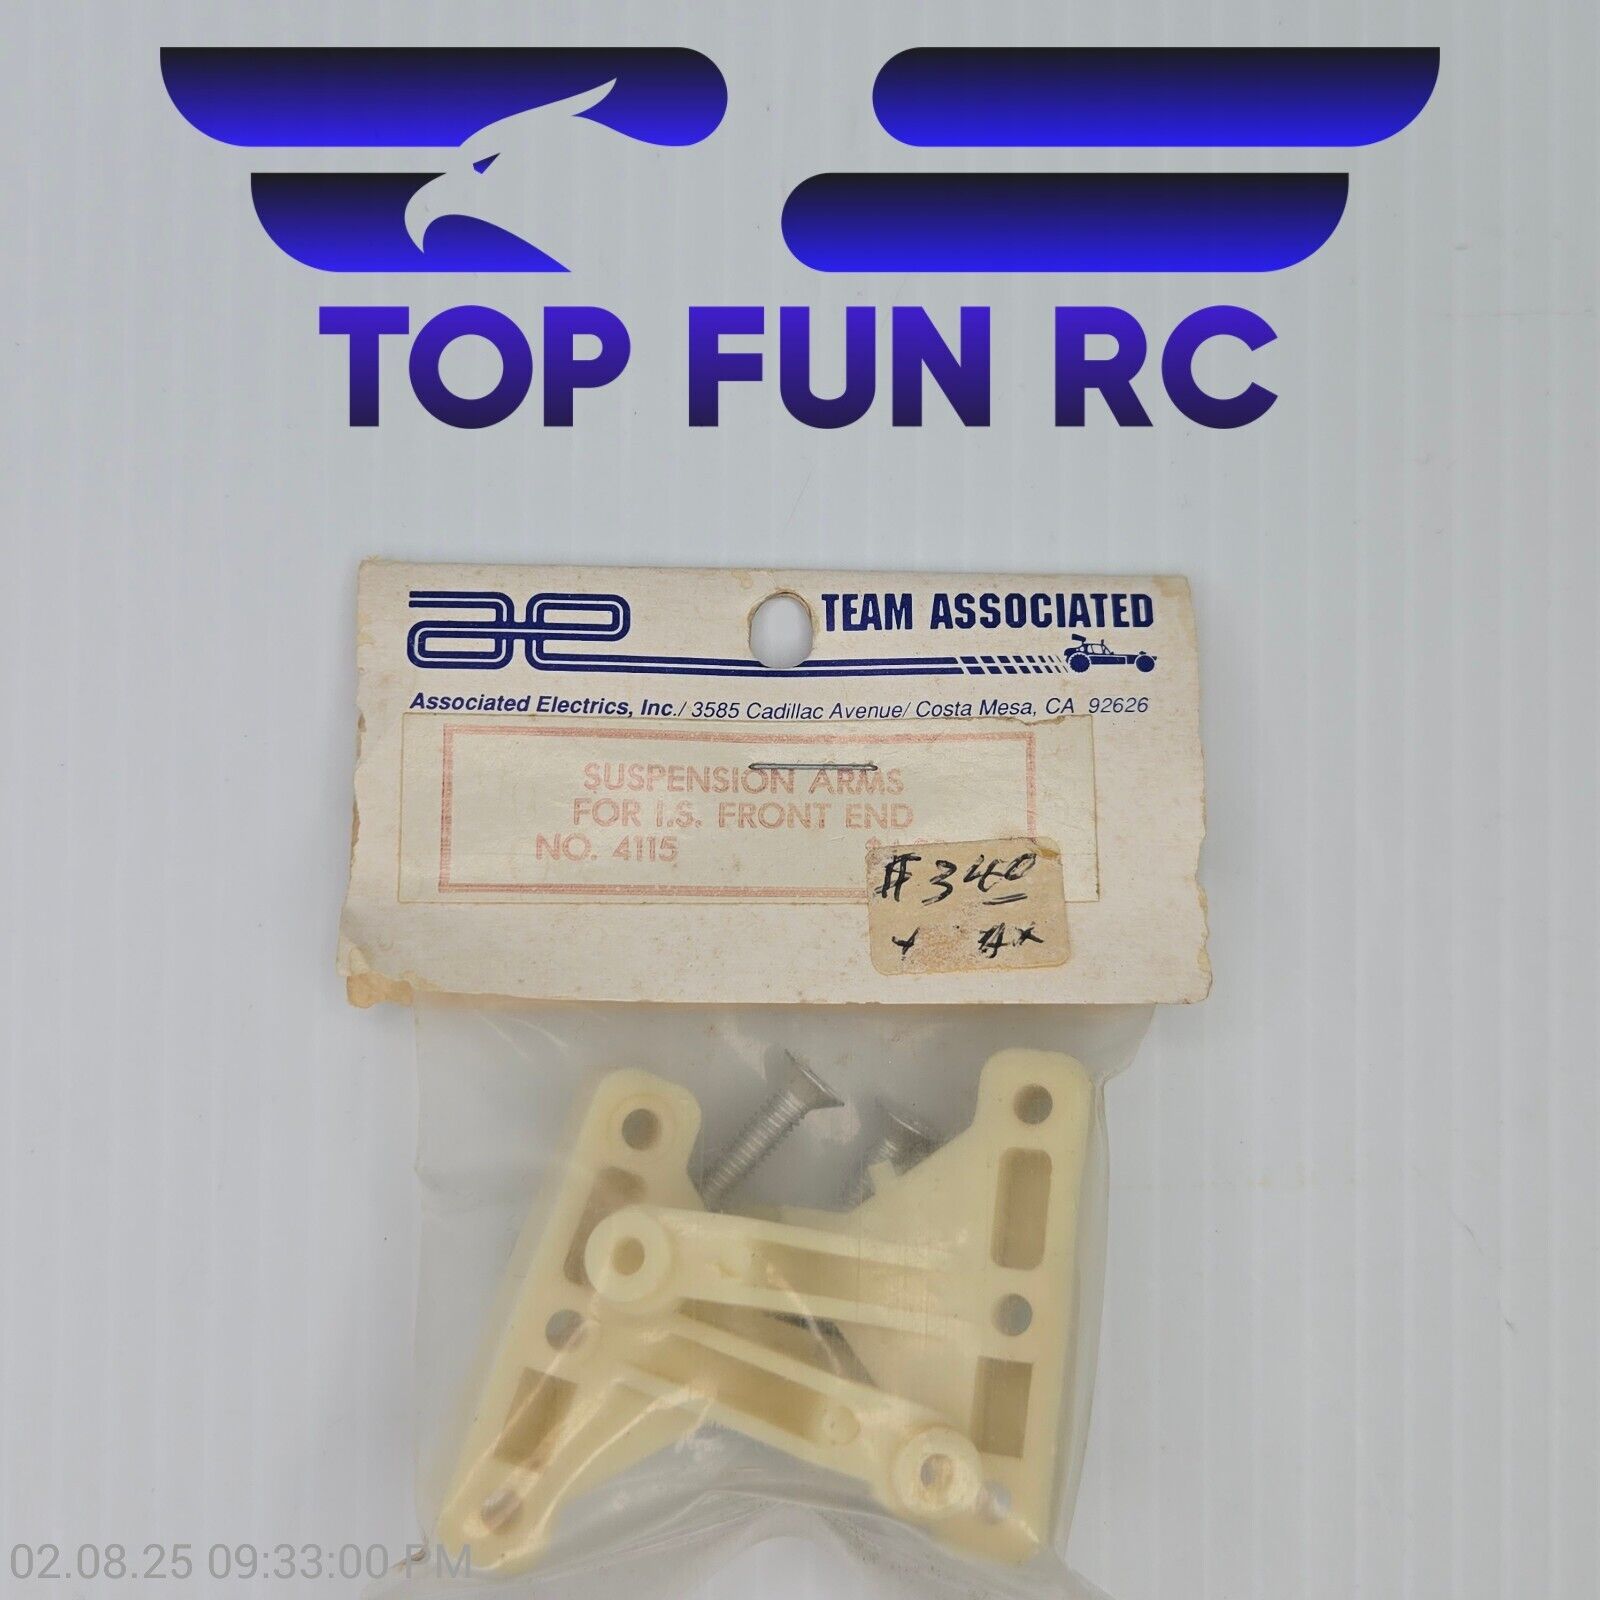 TOP FUN RC
ae TEAM ASSOCIATED
Associated Electrics, Inc./ 3585 Cadillac Avenue/ Costa Mesa, CA 92626
SUSPENSION ARMS
FOR I.S. FRONT END
NO. 4115
#340
02.08.25 09:33:00 PM